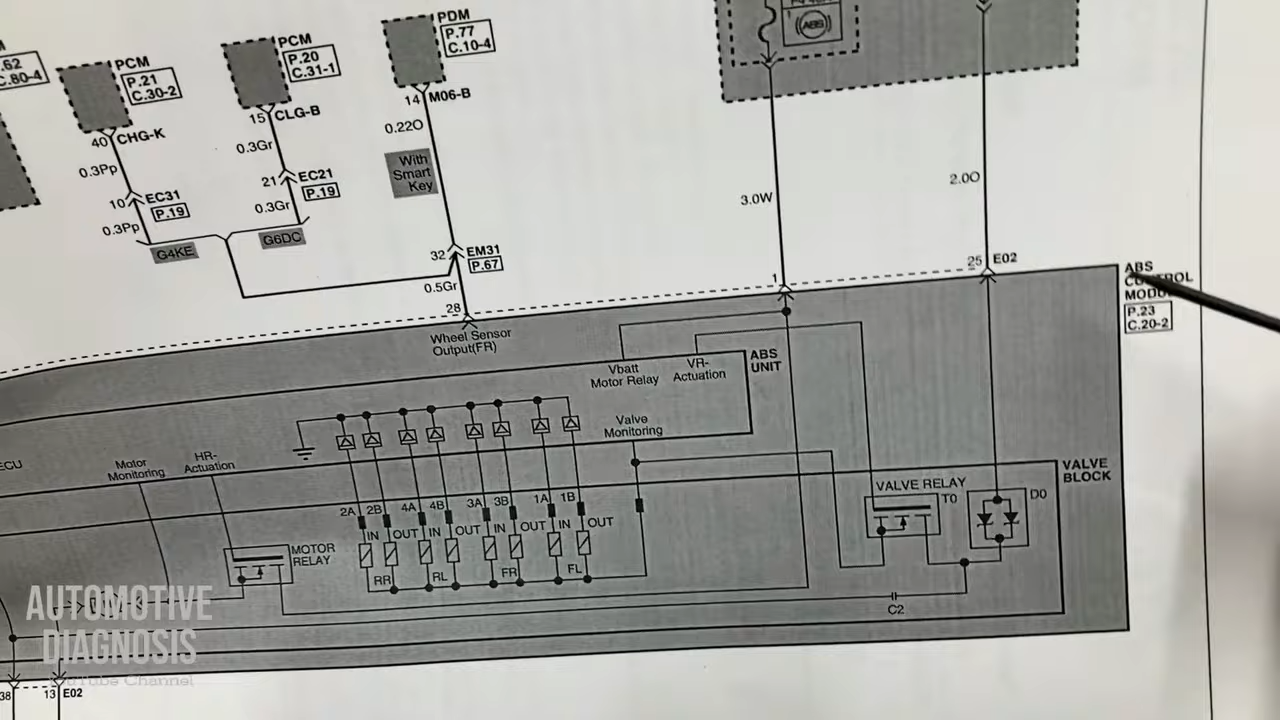 .62
C.80-4
PCM
P.21
C.30-2
40
CHG-K
0.3Pp
10
EC31
P.19
0.3Pp
G4KE
PCM
P.20
C.31-1
15
CLG-B
0.3Gr
21
EC21
P.19
0.3Gr
G6DC
PDM
P.77
C.10-4
14
M06-B
0.22O
With
Smart
Key
32
EM31
P.67
0.5Gr
28
Wheel Sensor
Output(FR)
ABS
3.0W
1
2.0O
25
E02
ABS
MODU
P.23
C.20-2
ABS
UNIT
Vbatt
Motor Relay
VR-
Actuation
Valve
Monitoring
ECU
Motor
Monitoring
HR-
Actuation
VALVE
BLOCK
VALVE RELAY
T0
D0
2A
2B
4A
4B
3A
3B
1A
1B
IN
OUT
IN
OUT
IN
OUT
IN
OUT
RR
RL
FR
FL
MOTOR
RELAY
C2
AUTOMOTIVE
DIAGNOSIS
YouTube Channel
38
13
E02